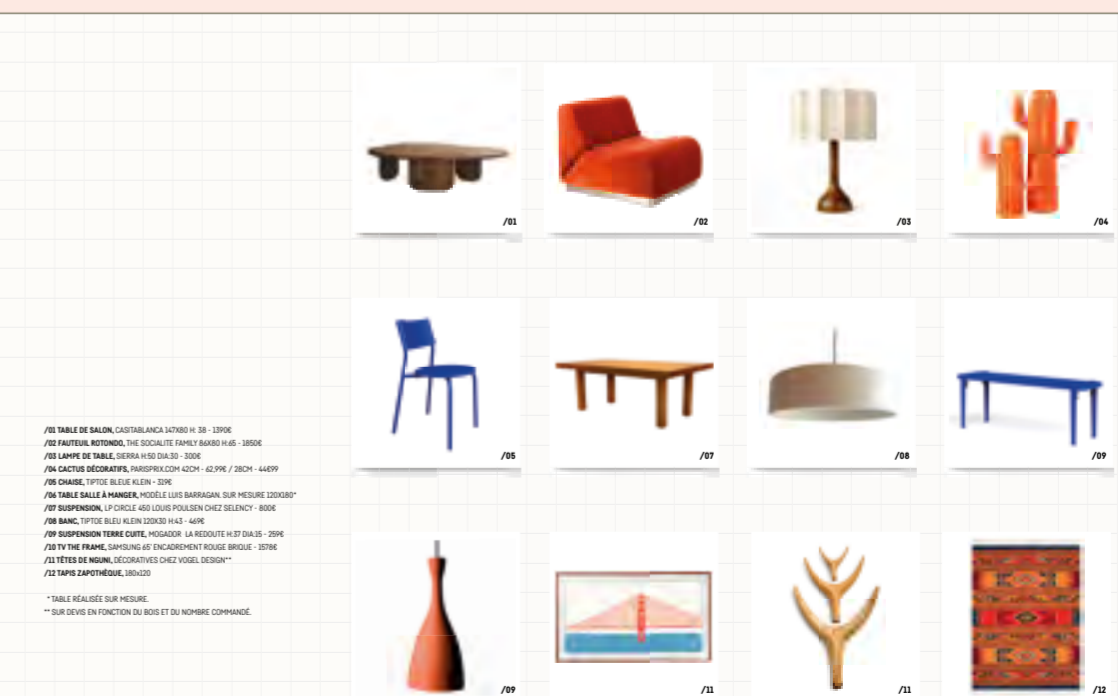 /01
/02
/03
/04
/05
/07
/08
/09
/01 TABLE DE SALON, CASITABLANCA 147X80 H: 38 - 1390€
/02 FAUTEUIL ROTONDO, THE SOCIALITE FAMILY 86X80 H:65 - 1850€
/03 LAMPE DE TABLE, SIERRA H:50 DIA:30 - 300€
/04 CACTUS DÉCORATIFS, PARISPRIX.COM 42CM - 62,99€ / 28CM - 44€99
/05 CHAISE, TIPTOE BLEUE KLEIN - 319€
/06 TABLE SALLE À MANGER, MODÈLE LUIS BARRAGAN. SUR MESURE 120X180*
/07 SUSPENSION, LP CIRCLE 450 LOUIS POULSEN CHEZ SELENCY - 800€
/08 BANC, TIPTOE BLEU KLEIN 120X30 H:43 - 469€
/09 SUSPENSION TERRE CUITE, MOGADOR LA REDOUTE H:37 DIA:15 - 259€
/10 TV THE FRAME, SAMSUNG 65' ENCADREMENT ROUGE BRIQUE - 1578€
/11 TÊTES DE NGUNI, DÉCORATIVES CHEZ VOGEL DESIGN**
/12 TAPIS ZAPOTHÈQUE, 180x120
* TABLE RÉALISÉE SUR MESURE.
** SUR DEVIS EN FONCTION DU BOIS ET DU NOMBRE COMMANDÉ.
/09
/11
/11
/12